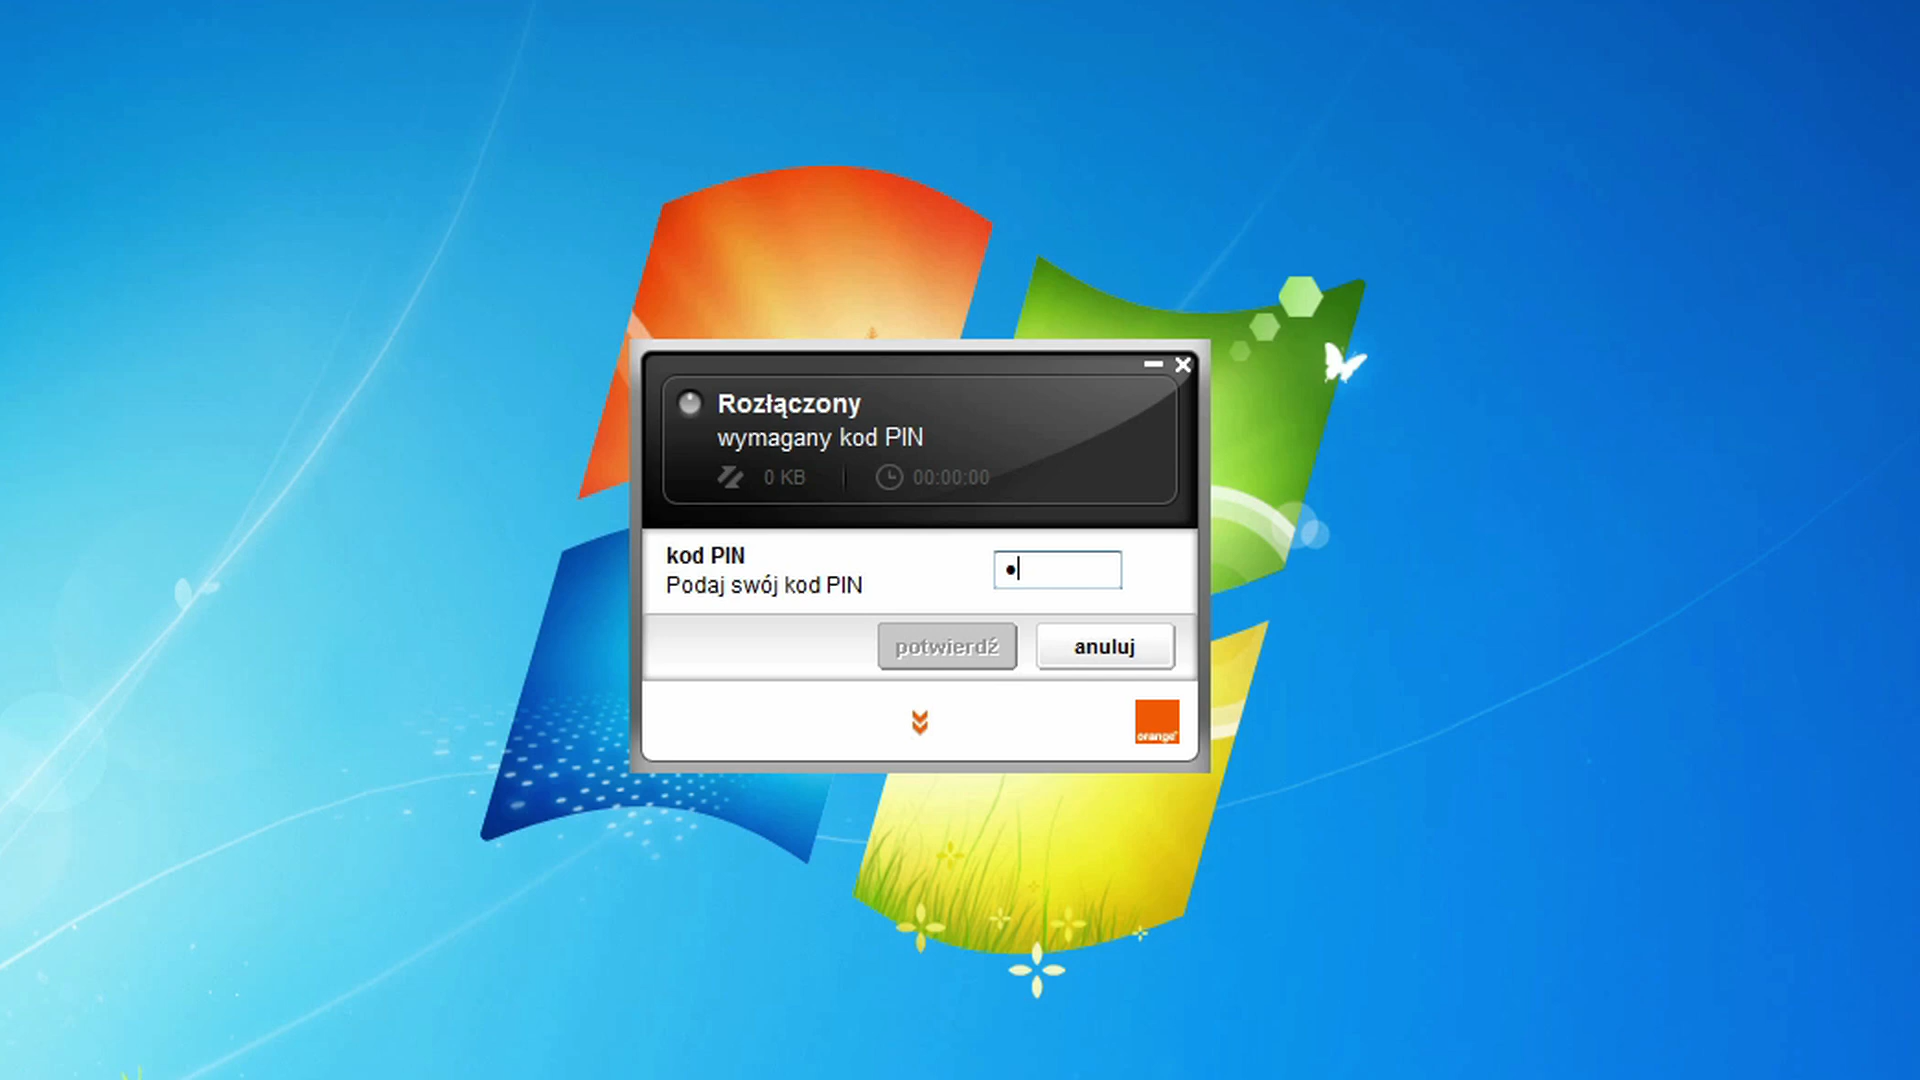 Rozłączony
wymagany kod PIN
0 KB
00:00:00
kod PIN
Podaj swój kod PIN
potwierdź
anuluj
orange